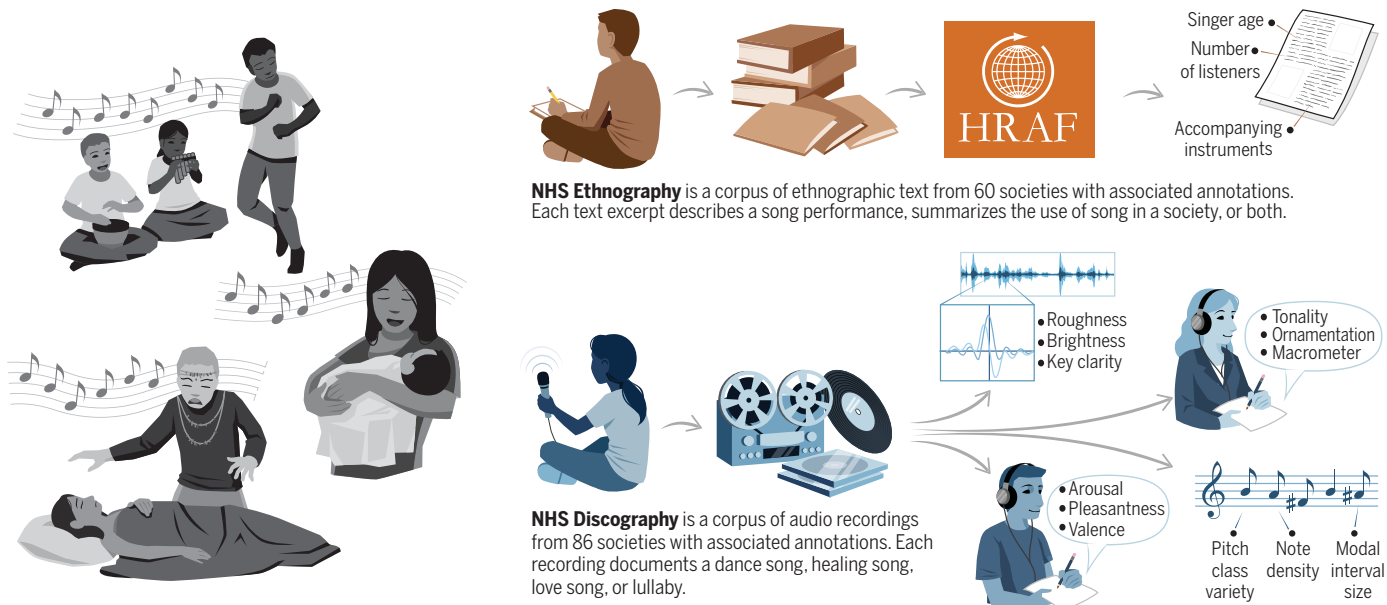 HRAF
Singer age
Number
of listeners
Accompanying
instruments
NHS Ethnography is a corpus of ethnographic text from 60 societies with associated annotations.
Each text excerpt describes a song performance, summarizes the use of song in a society, or both.
• Roughness
• Brightness
• Key clarity
• Tonality
• Ornamentation
• Macrometer
• Arousal
• Pleasantness
• Valence
Pitch
class
variety
Note
density
Modal
interval
size
NHS Discography is a corpus of audio recordings
from 86 societies with associated annotations. Each
recording documents a dance song, healing song,
love song, or lullaby.